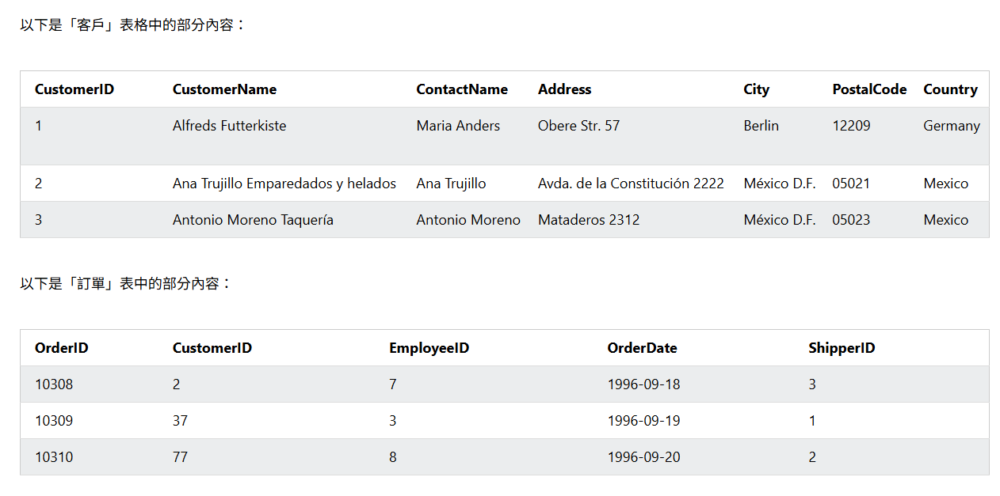 以下是「客戶」表格中的部分內容：
CustomerID CustomerName ContactName Address City PostalCode Country
1 Alfreds Futterkiste Maria Anders Obere Str. 57 Berlin 12209 Germany
2 Ana Trujillo Emparedados y helados Ana Trujillo Avda. de la Constitución 2222 México D.F. 05021 Mexico
3 Antonio Moreno Taquería Antonio Moreno Mataderos 2312 México D.F. 05023 Mexico
以下是「訂單」表中的部分內容：
OrderID CustomerID EmployeeID OrderDate ShipperID
10308 2 7 1996-09-18 3
10309 37 3 1996-09-19 1
10310 77 8 1996-09-20 2